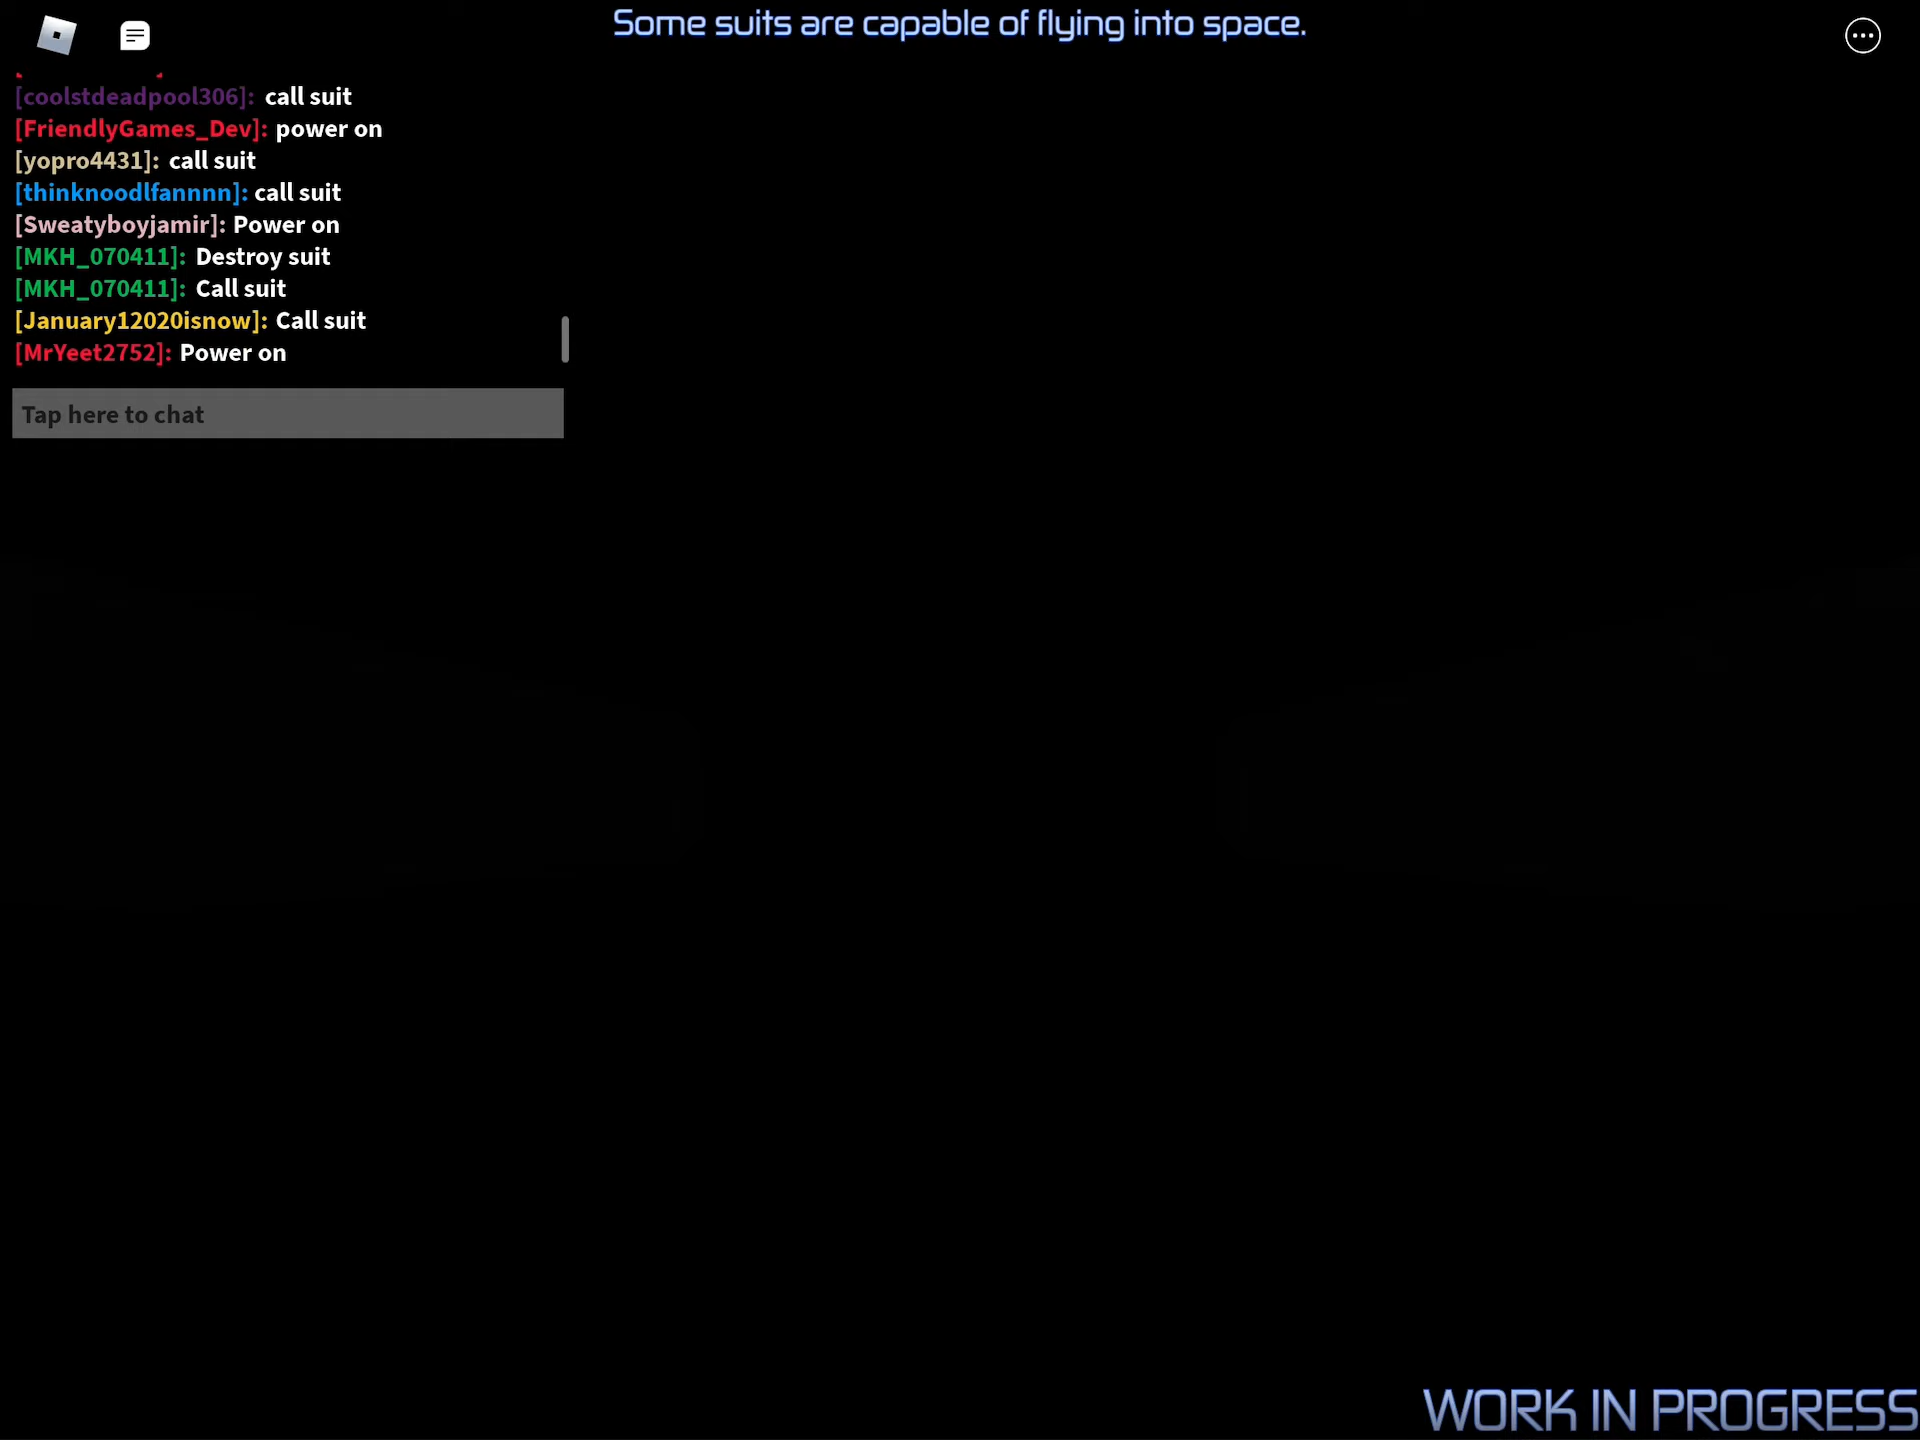 Some suits are capable of flying into space.
[coolstdeadpool306]: call suit
[FriendlyGames_Dev]: power on
[yopro4431]: call suit
[thinknoodlfannnn]: call suit
[Sweatyboyjamir]: Power on
[MKH_070411]: Destroy suit
[MKH_070411]: Call suit
[January12020isnow]: Call suit
[MrYeet2752]: Power on
Tap here to chat
WORK IN PROGRESS